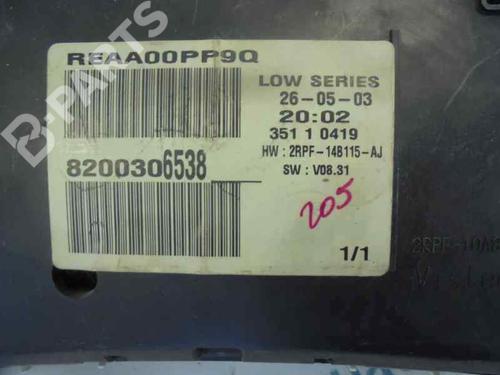 B-PARTS
REAA00PP9Q
LOW SERIES
26-05-03
20:02
351 1 0419
HW : 2RPF-14B115-AJ
SW : V08.31
8200306538
205
1/1